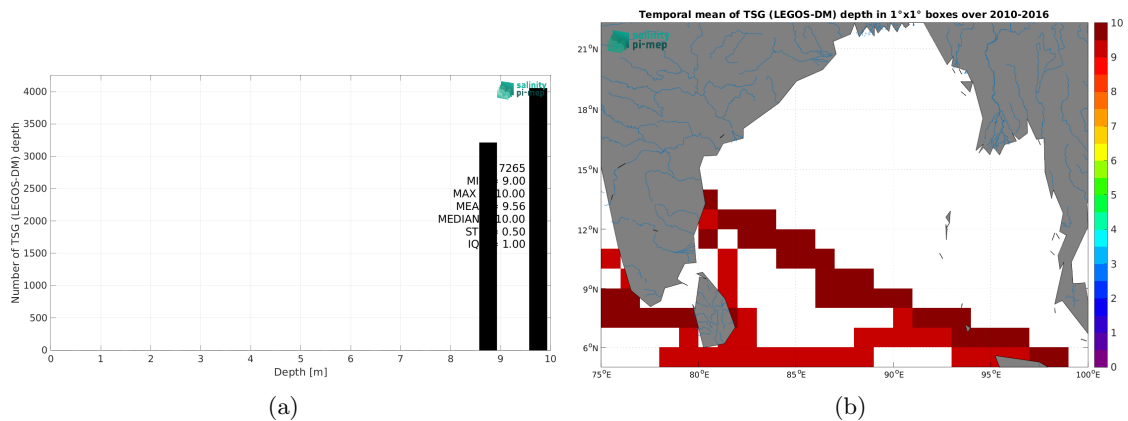 Temporal mean of TSG (LEGOS-DM) depth in 1°x1° boxes over 2010-2016
salinity
pi-mep
Number of TSG (LEGOS-DM) depth
4000
3500
3000
2500
2000
1500
1000
500
0
7265
= 9.00
MAX 10.00
= 9.56
MEDIAN 10.00
= 0.50
= 1.00
0 1 2 3 4 5 6 7 8 9 10
Depth [m]
salinity
pi-mep
21°N
18°N
15°N
12°N
9°N
6°N
75°E 80°E 85°E 90°E 95°E 100°E
10
9
8
7
6
5
4
3
2
1
0
(a)
(b)